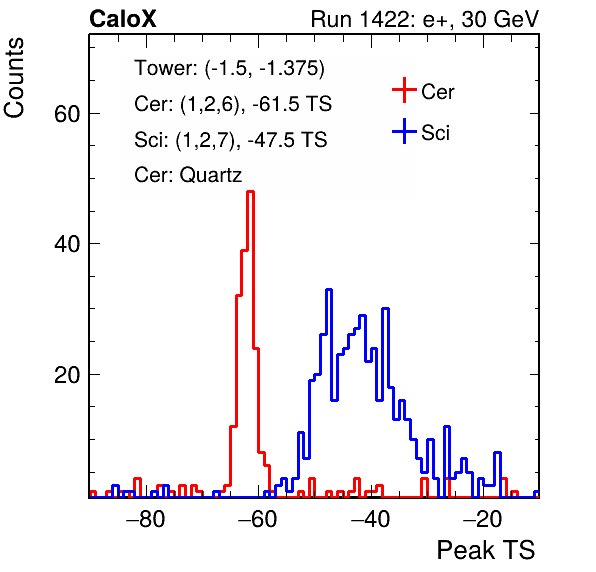 CaloX Run 1422: e+, 30 GeV
Counts
Tower: (-1.5, -1.375)
Cer: (1,2,6), -61.5 TS
Sci: (1,2,7), -47.5 TS
Cer: Quartz
Cer
Sci
60
40
20
−80 −60 −40 −20
Peak TS